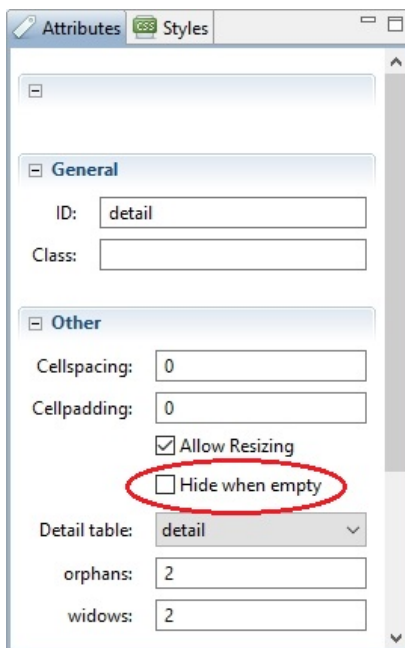 Attributes CSS Styles
General
ID: detail
Class:
Other
Cellspacing: 0
Cellpadding: 0
Allow Resizing
Hide when empty
Detail table: detail
orphans: 2
widows: 2